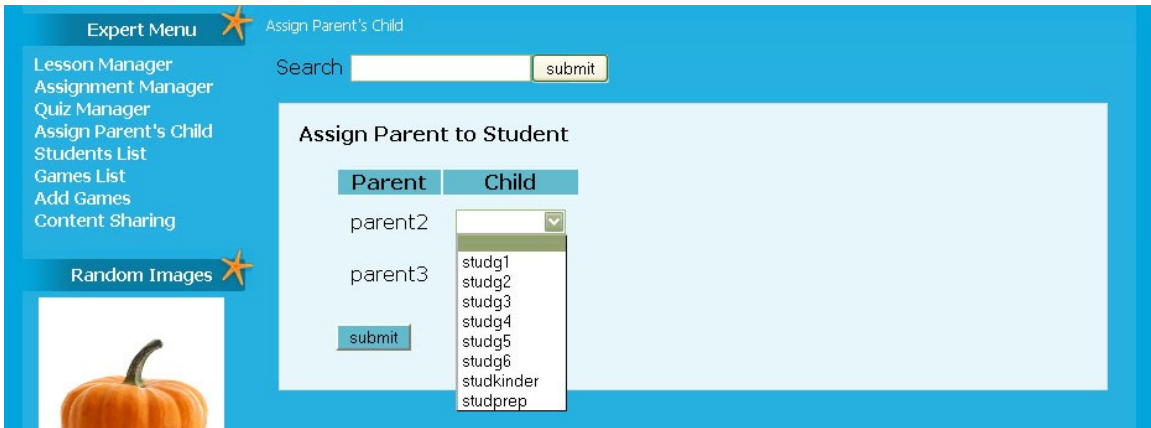 Expert Menu
Lesson Manager
Assignment Manager
Quiz Manager
Assign Parent's Child
Students List
Games List
Add Games
Content Sharing
Random Images
Assign Parent's Child
Search submit
Assign Parent to Student
Parent Child
parent2
parent3
submit
studg1
studg2
studg3
studg4
studg5
studg6
studkinder
studprep